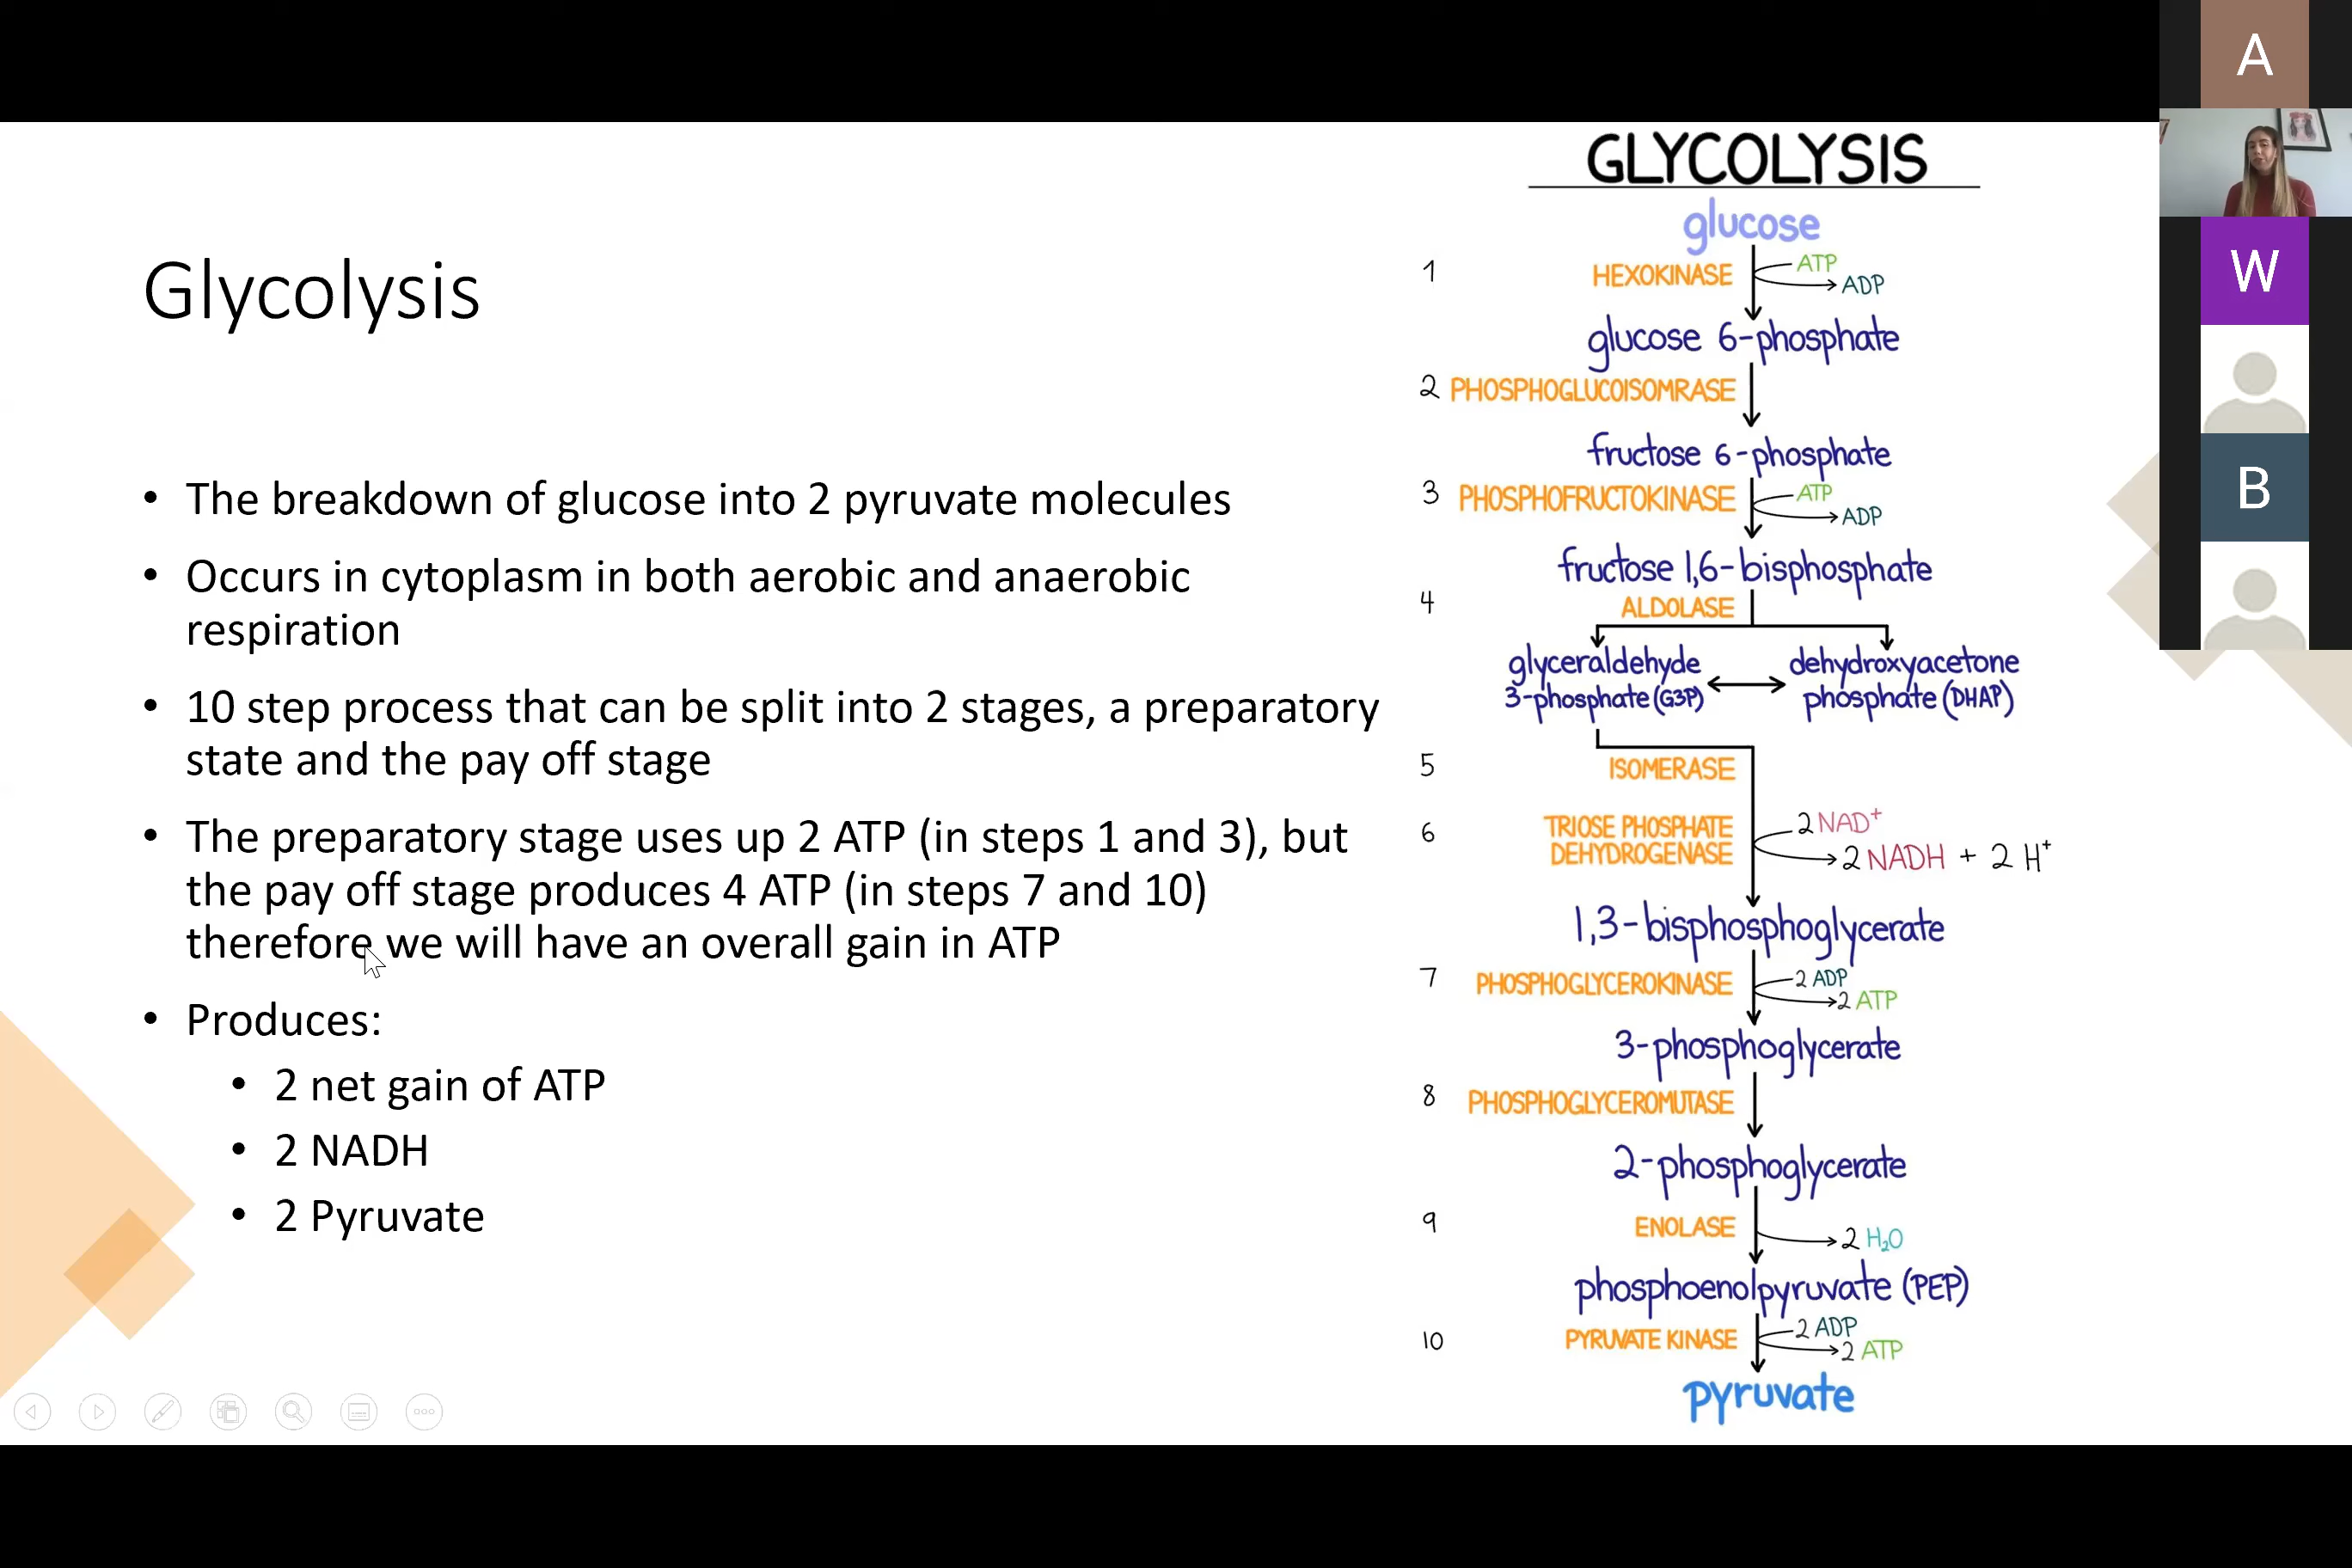 Glycolysis
• The breakdown of glucose into 2 pyruvate molecules
• Occurs in cytoplasm in both aerobic and anaerobic
respiration
• 10 step process that can be split into 2 stages, a preparatory
state and the pay off stage
• The preparatory stage uses up 2 ATP (in steps 1 and 3), but
the pay off stage produces 4 ATP (in steps 7 and 10)
therefore we will have an overall gain in ATP
• Produces:
• 2 net gain of ATP
• 2 NADH
• 2 Pyruvate
GLYCOLYSIS
glucose
1 HEXOKINASE ATP
ADP
glucose 6-phosphate
2 PHOSPHOGLUCOISOMRASE
fructose 6-phosphate
3 PHOSPHOFRUCTOKINASE ATP
ADP
fructose 1,6-bisphosphate
4 ALDOLASE
glyceraldehyde
3-phosphate (G3P)
dehydroxyacetone
phosphate (DHAP)
5 ISOMERASE
6 TRIOSE PHOSPHATE
DEHYDROGENASE
2 NAD+
2 NADH + 2 H+
1,3-bisphosphoglycerate
7 PHOSPHOGLYCEROKINASE 2 ADP
2 ATP
3-phosphoglycerate
8 PHOSPHOGLYCEROMUTASE
2-phosphoglycerate
9 ENOLASE 2 H₂O
phosphoenolpyruvate (PEP)
10 PYRUVATE KINASE 2 ADP
2 ATP
pyruvate
A
W
B